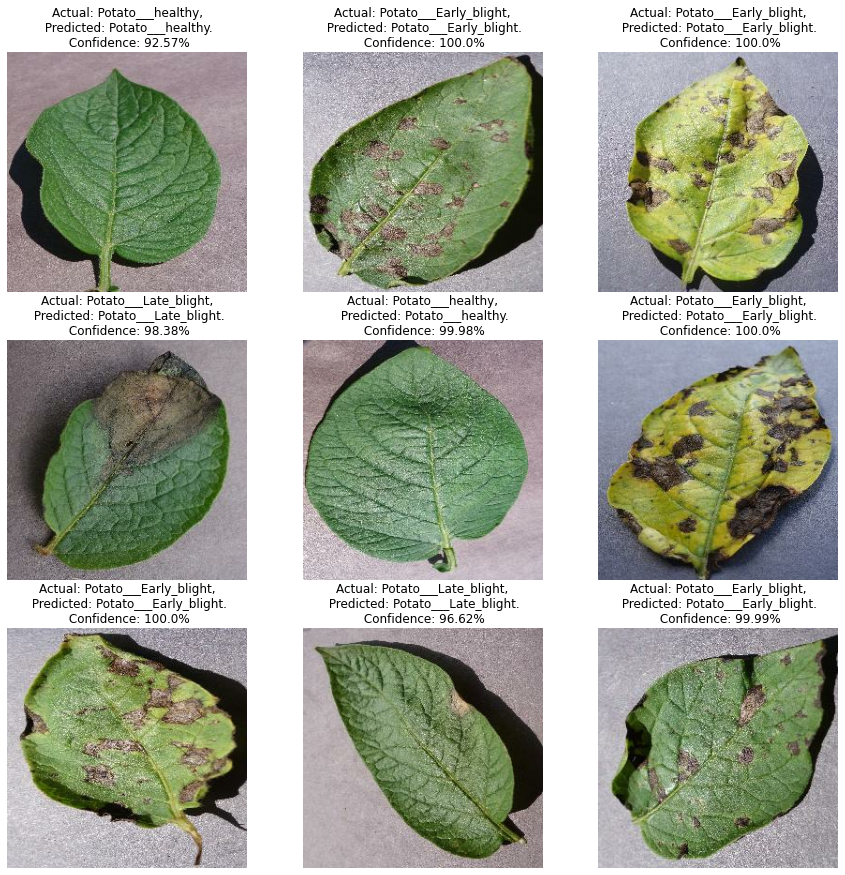 Actual: Potato___healthy,
Predicted: Potato___healthy.
Confidence: 92.57%
Actual: Potato___Early_blight,
Predicted: Potato___Early_blight.
Confidence: 100.0%
Actual: Potato___Early_blight,
Predicted: Potato___Early_blight.
Confidence: 100.0%
Actual: Potato___Late_blight,
Predicted: Potato___Late_blight.
Confidence: 98.38%
Actual: Potato___healthy,
Predicted: Potato___healthy.
Confidence: 99.98%
Actual: Potato___Early_blight,
Predicted: Potato___Early_blight.
Confidence: 100.0%
Actual: Potato___Early_blight,
Predicted: Potato___Early_blight.
Confidence: 100.0%
Actual: Potato___Late_blight,
Predicted: Potato___Late_blight.
Confidence: 96.62%
Actual: Potato___Early_blight,
Predicted: Potato___Early_blight.
Confidence: 99.99%